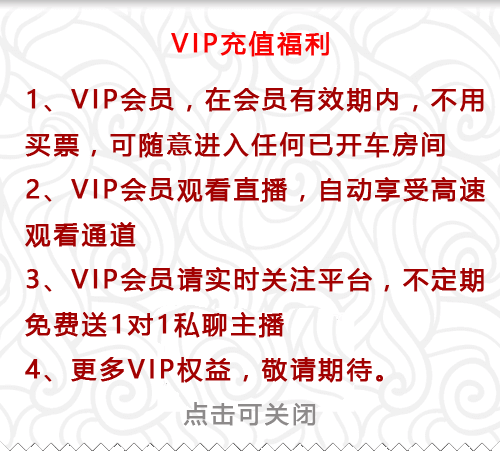 VIP充值福利
1、VIP会员，在会员有效期内，不用
买票，可随意进入任何已开车房间
2、VIP会员观看直播，自动享受高速
观看通道
3、VIP会员请实时关注平台，不定期
免费送1对1私聊主播
4、更多VIP权益，敬请期待。
点击可关闭